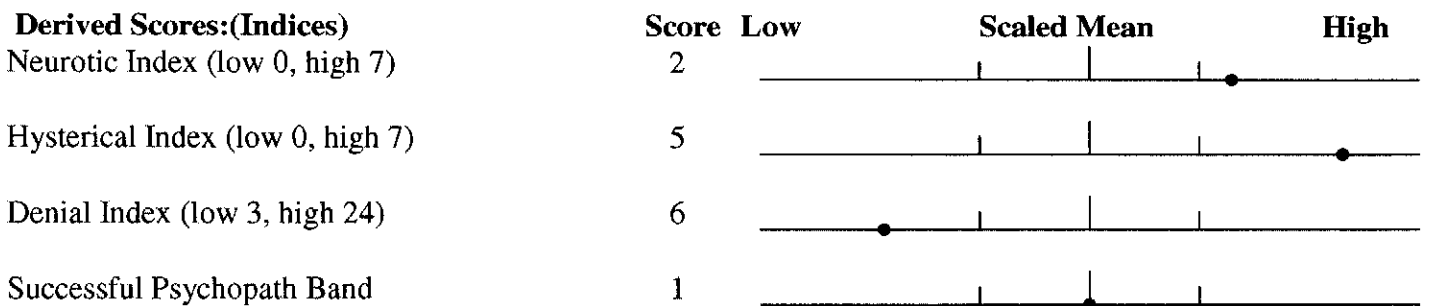 Derived Scores:(Indices) Score Low Scaled Mean High
Neurotic Index (low 0, high 7) 2
Hysterical Index (low 0, high 7) 5
Denial Index (low 3, high 24) 6
Successful Psychopath Band 1